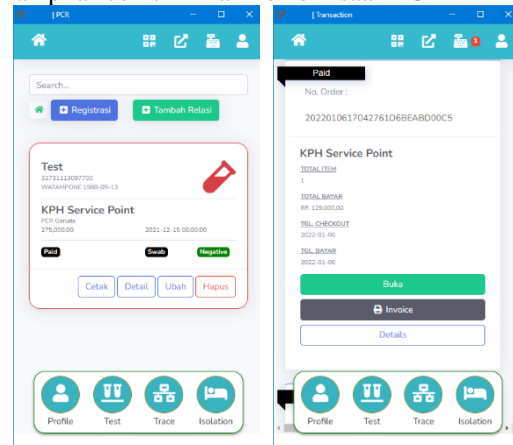 | PCR
Search...
Registrasi
Tambah Relasi
Test
32731113097700
WATAMPONE 1988-09-13
KPH Service Point
PCR Garuda
275,000.00
2021-12-15 00:00:00
Paid
Swab
Negative
Cetak
Detail
Ubah
Hapus
Profile
Test
Trace
Isolation
| Transaction
Paid
No. Order :
2022010617042761D6BEABD00C5
KPH Service Point
TOTAL ITEM
1
TOTAL BAYAR
RP. 129.000,00
TGL. CHECKOUT
2022-01-06
TGL. BAYAR
2022-01-06
Buka
Invoice
Details
Profile
Test
Trace
Isolation